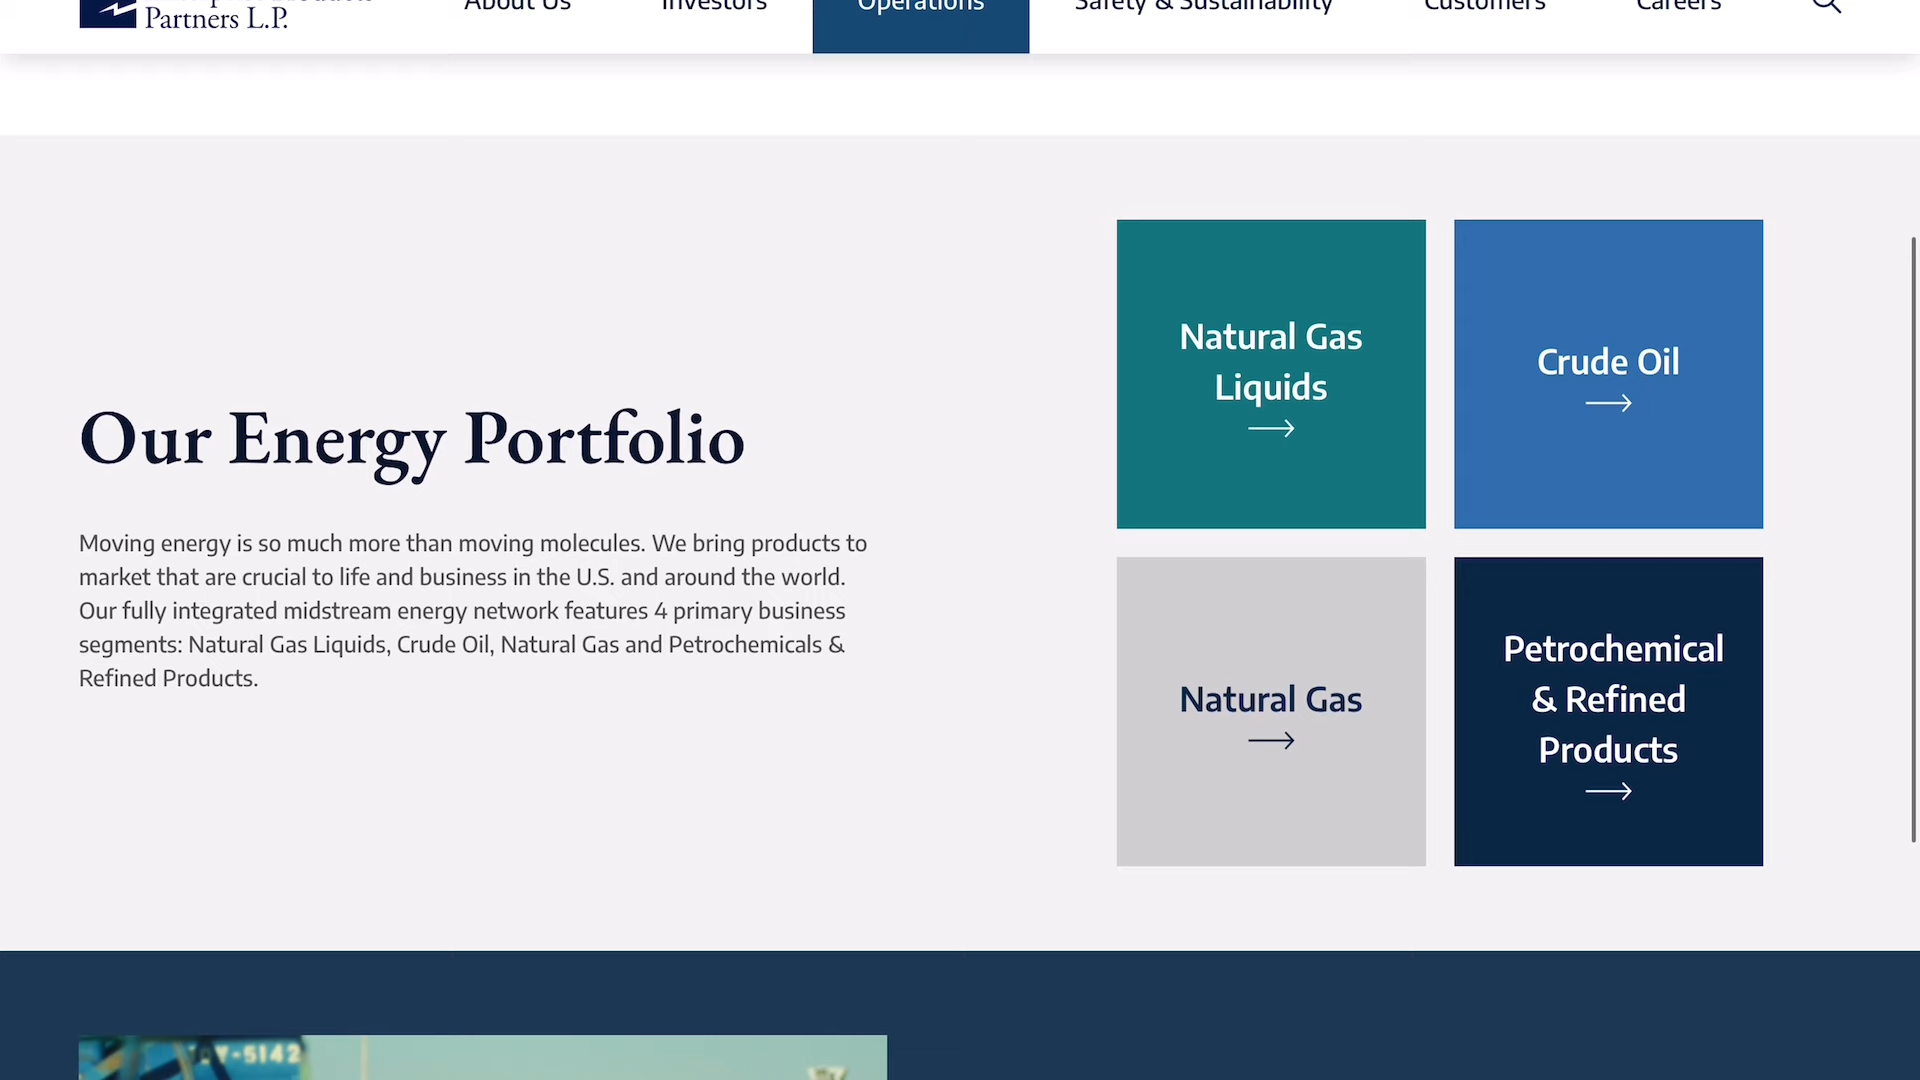 Partners L.P.
About Us
Investors
Operations
Safety & Sustainability
Customers
Careers
Our Energy Portfolio
Moving energy is so much more than moving molecules. We bring products to
market that are crucial to life and business in the U.S. and around the world.
Our fully integrated midstream energy network features 4 primary business
segments: Natural Gas Liquids, Crude Oil, Natural Gas and Petrochemicals &
Refined Products.
Natural Gas
Liquids
Crude Oil
Natural Gas
Petrochemical
& Refined
Products
-5142